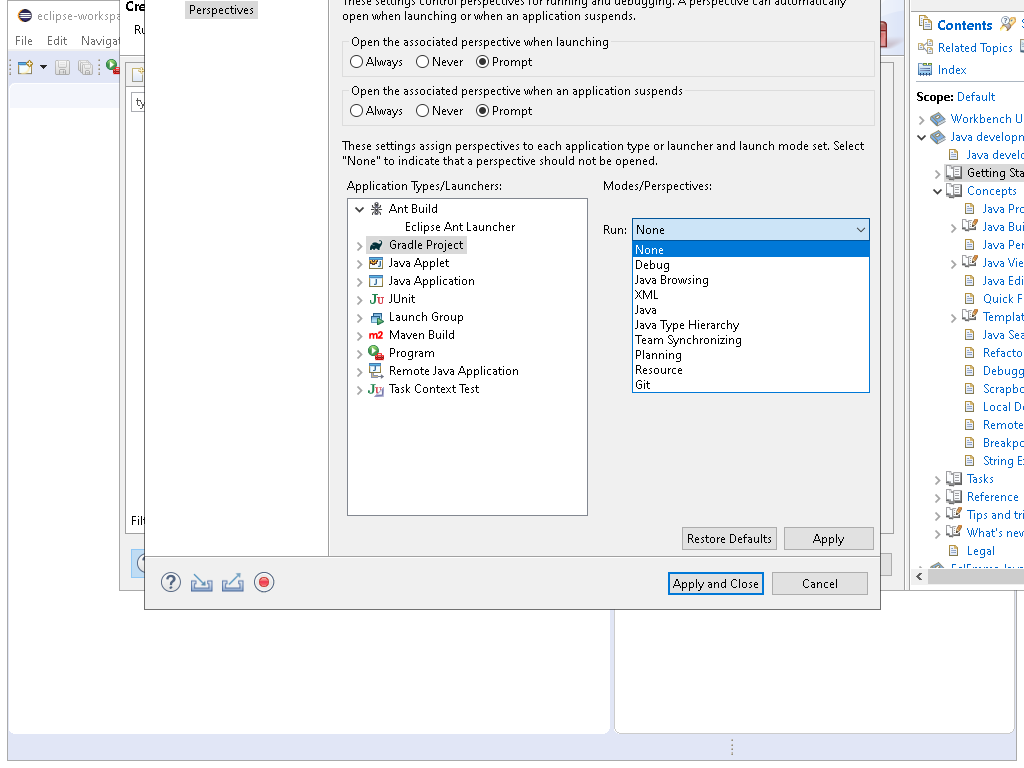 eclipse-workspa
File Edit Navigat
Cre
Ru
ty
Filt
Perspectives
These settings control perspectives for running and debugging. A perspective can automatically
open when launching or when an application suspends.
Open the associated perspective when launching
Always Never Prompt
Open the associated perspective when an application suspends
Always Never Prompt
These settings assign perspectives to each application type or launcher and launch mode set. Select
"None" to indicate that a perspective should not be opened.
Application Types/Launchers:
Ant Build
Eclipse Ant Launcher
Gradle Project
Java Applet
Java Application
JUnit
Launch Group
Maven Build
Program
Remote Java Application
Task Context Test
Modes/Perspectives:
Run: None
None
Debug
Java Browsing
XML
Java
Java Type Hierarchy
Team Synchronizing
Planning
Resource
Git
Restore Defaults Apply
Apply and Close Cancel
Contents
Related Topics
Index
Scope: Default
Workbench U
Java developm
Java develo
Getting Sta
Concepts
Java Pro
Java Bui
Java Per
Java Vie
Java Edi
Quick F
Templat
Java Sea
Refacto
Debugg
Scrapbo
Local De
Remote
Breakpo
String Ex
Tasks
Reference
Tips and tri
What's new
Legal